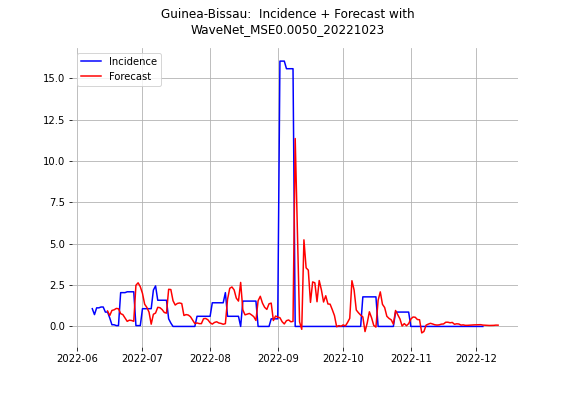 Guinea-Bissau:  Incidence + Forecast with
WaveNet_MSE0.0050_20221023
Incidence
Forecast
15.0
12.5
10.0
7.5
5.0
2.5
0.0
2022-06 2022-07 2022-08 2022-09 2022-10 2022-11 2022-12